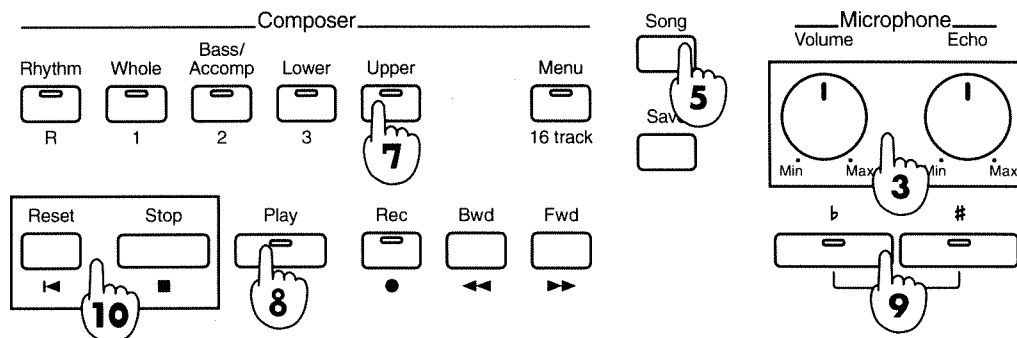 Composer
Rhythm
Whole
Bass/
Accomp
Lower
Upper
Menu
R
1
2
3
7
16 track
Song
5
Save
Microphone
Volume
Echo
Min
Max
3
Min
Max
Reset
Stop
Play
Rec
Bwd
Fwd
10
8
♭
♯
9